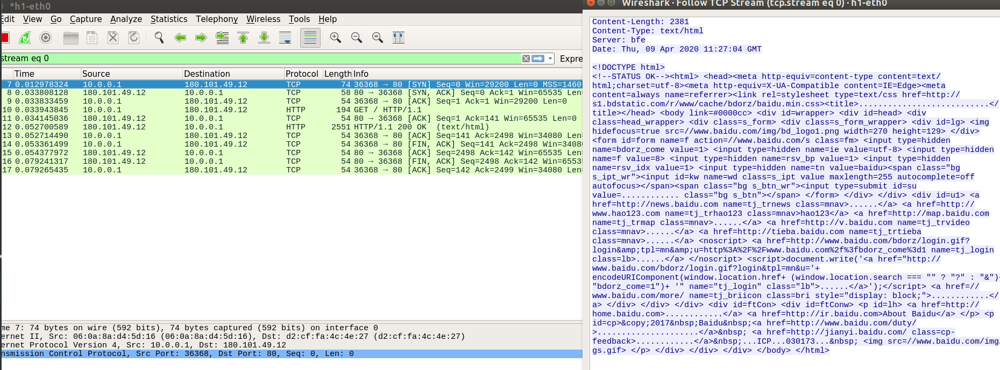 *h1-eth0
Edit View Go Capture Analyze Statistics Telephony Wireless Tools Help
stream eq 0
Expre
Time Source Destination Protocol Length Info
7 0.012978324 10.0.0.1 180.101.49.12 TCP 74 36368 → 80 [SYN] Seq=0 Win=29200 Len=0 MSS=1460
8 0.033808128 180.101.49.12 10.0.0.1 TCP 58 80 → 36368 [SYN, ACK] Seq=0 Ack=1 Win=65535 Len=
9 0.033833459 10.0.0.1 180.101.49.12 TCP 54 36368 → 80 [ACK] Seq=1 Ack=1 Win=29200 Len=0
10 0.033943845 10.0.0.1 180.101.49.12 HTTP 194 GET / HTTP/1.1
11 0.034145036 180.101.49.12 10.0.0.1 TCP 54 80 → 36368 [ACK] Seq=1 Ack=141 Win=65535 Len=0
12 0.052700589 180.101.49.12 10.0.0.1 HTTP 2551 HTTP/1.1 200 OK  (text/html)
13 0.052714490 10.0.0.1 180.101.49.12 TCP 54 36368 → 80 [ACK] Seq=141 Ack=2498 Win=34080 Len=
14 0.053361499 10.0.0.1 180.101.49.12 TCP 54 36368 → 80 [FIN, ACK] Seq=141 Ack=2498 Win=3408
15 0.054377972 180.101.49.12 10.0.0.1 TCP 54 80 → 36368 [ACK] Seq=2498 Ack=142 Win=65535 Len=
16 0.079241317 180.101.49.12 10.0.0.1 TCP 54 80 → 36368 [FIN, ACK] Seq=2498 Ack=142 Win=6553
17 0.079265435 10.0.0.1 180.101.49.12 TCP 54 36368 → 80 [ACK] Seq=142 Ack=2499 Win=34080 Len=
me 7: 74 bytes on wire (592 bits), 74 bytes captured (592 bits) on interface 0
ernet II, Src: 06:0a:8a:d4:5d:16 (06:0a:8a:d4:5d:16), Dst: d2:cf:fa:4c:4e:27 (d2:cf:fa:4c:4e:27)
ernet Protocol Version 4, Src: 10.0.0.1, Dst: 180.101.49.12
nsmission Control Protocol, Src Port: 36368, Dst Port: 80, Seq: 0, Len: 0
Wireshark · Follow TCP Stream (tcp.stream eq 0) · h1-eth0
Content-Length: 2381
Content-Type: text/html
Server: bfe
Date: Thu, 09 Apr 2020 11:27:04 GMT
<!DOCTYPE html>
<!--STATUS OK--><html> <head><meta http-equiv=content-type content=text/
html;charset=utf-8><meta http-equiv=X-UA-Compatible content=IE=Edge><meta
content=always name=referrer><link rel=stylesheet type=text/css href=http://
s1.bdstatic.com/r/www/cache/bdorz/baidu.min.css><title>...........................</
title></head> <body link=#0000cc> <div id=wrapper> <div id=head> <div
class=head_wrapper> <div class=s_form> <div class=s_form_wrapper> <div id=lg> <img
hidefocus=true src=//www.baidu.com/img/bd_logo1.png width=270 height=129> </div>
<form id=form name=f action=//www.baidu.com/s class=fm> <input type=hidden
name=bdorz_come value=1> <input type=hidden name=ie value=utf-8> <input type=hidden
name=f value=8> <input type=hidden name=rsv_bp value=1> <input type=hidden
name=rsv_idx value=1> <input type=hidden name=tn value=baidu><span class="bg
s_ipt_wr"><input id=kw name=wd class=s_ipt value maxlength=255 autocomplete=off
autofocus></span><span class="bg s_btn_wr"><input type=submit id=su
value=............ class="bg s_btn"></span> </form> </div> </div> <div id=u1> <a
href=http://news.baidu.com name=tj_trnews class=mnav>......</a> <a href=http://
www.hao123.com name=tj_trhao123 class=mnav>hao123</a> <a href=http://map.baidu.com
name=tj_trmap class=mnav>......</a> <a href=http://v.baidu.com name=tj_trvideo
class=mnav>......</a> <a href=http://tieba.baidu.com name=tj_trtieba
class=mnav>......</a> <noscript> <a href=http://www.baidu.com/bdorz/login.gif?
login&amp;tpl=mn&amp;u=http%3A%2F%2Fwww.baidu.com%2f%3fbdorz_come%3d1 name=tj_login
class=lb>......</a> </noscript> <script>document.write('<a href="http://
www.baidu.com/bdorz/login.gif?login&tpl=mn&u='+
encodeURIComponent(window.location.href+ (window.location.search === "" ? "?" : "&")+
"bdorz_come=1")+ '" name="tj_login" class="lb">......</a>');</script> <a href=//
www.baidu.com/more/ name=tj_briicon class=bri style="display: block;">............</
a> </div> </div> </div> <div id=ftCon> <div id=ftConw> <p id=lh> <a href=http://
home.baidu.com>............</a> <a href=http://ir.baidu.com>About Baidu</a> </p> <p
id=cp>&copy;2017&nbsp;Baidu&nbsp;<a href=http://www.baidu.com/duty/
>.....................</a>&nbsp; <a href=http://jianyi.baidu.com/ class=cp-
feedback>............</a>&nbsp;...ICP...030173...&nbsp; <img src=//www.baidu.com/img/
gs.gif> </p> </div> </div> </div> </body> </html>